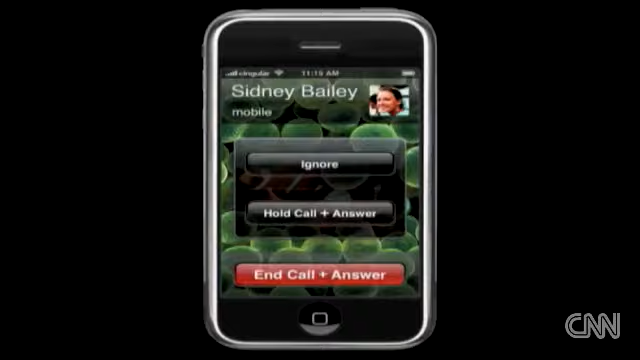 cingular 11:15 AM
Sidney Bailey
mobile
Ignore
Hold Call + Answer
End Call + Answer
CNN